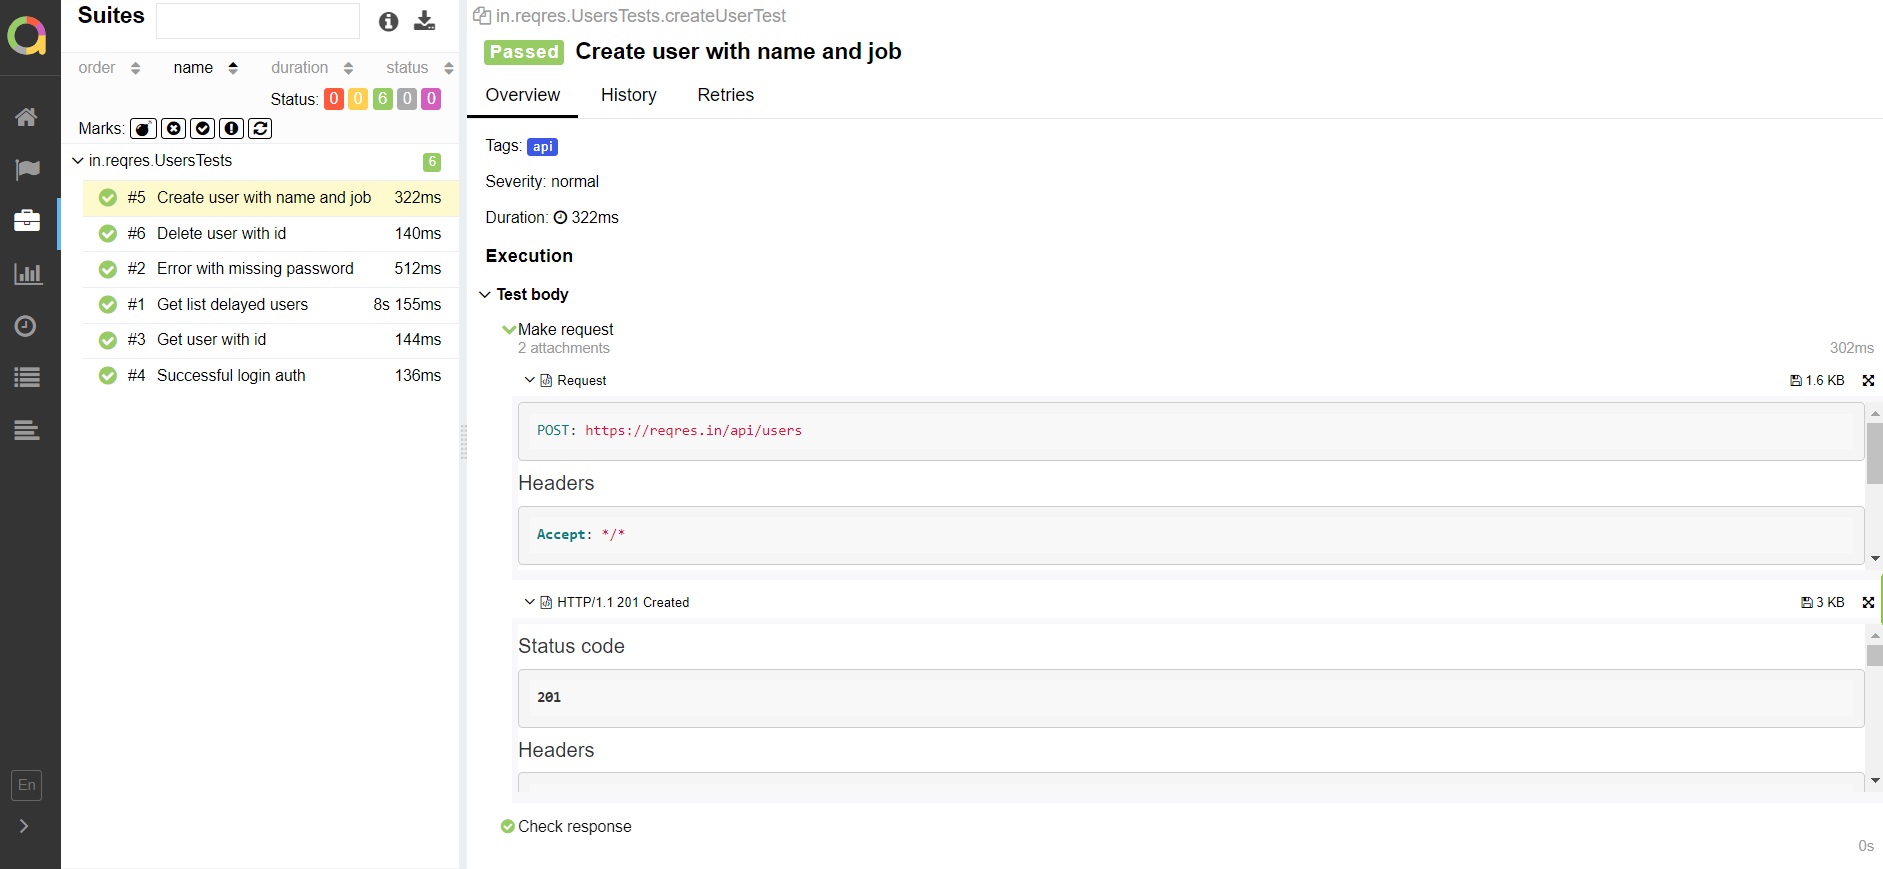 Suites
order name duration status
Status: 0 0 6 0 0
Marks:
in.reqres.UsersTests 6
#5 Create user with name and job 322ms
#6 Delete user with id 140ms
#2 Error with missing password 512ms
#1 Get list delayed users 8s 155ms
#3 Get user with id 144ms
#4 Successful login auth 136ms
En
in.reqres.UsersTests.createUserTest
Passed Create user with name and job
Overview History Retries
Tags: api
Severity: normal
Duration: 322ms
Execution
Test body
Make request
2 attachments 302ms
Request 1.6 KB
POST: https://reqres.in/api/users
Headers
Accept: */*
HTTP/1.1 201 Created 3 KB
Status code
201
Headers
Check response
0s